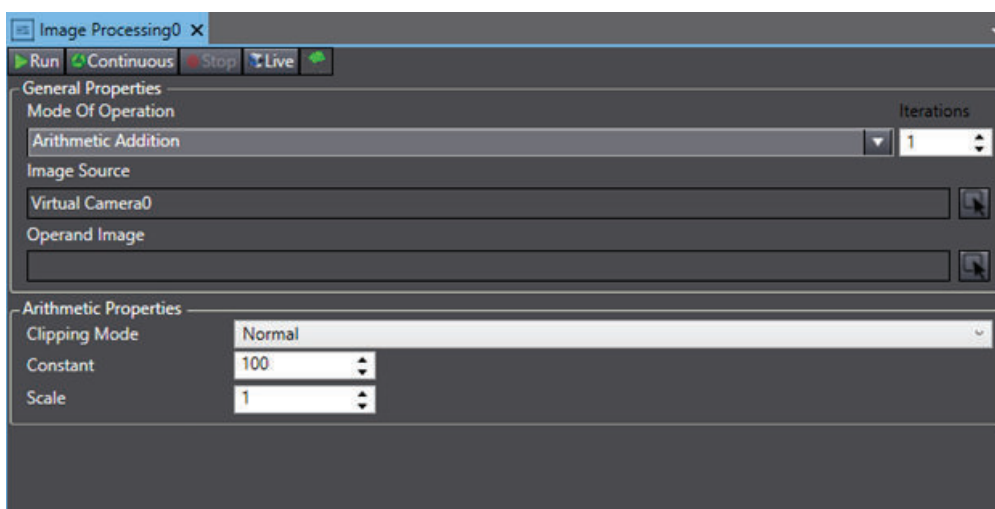 Image Processing0 X
Run Continuous Stop Live
General Properties
Mode Of Operation Iterations
Arithmetic Addition 1
Image Source
Virtual Camera0
Operand Image
Arithmetic Properties
Clipping Mode Normal
Constant 100
Scale 1